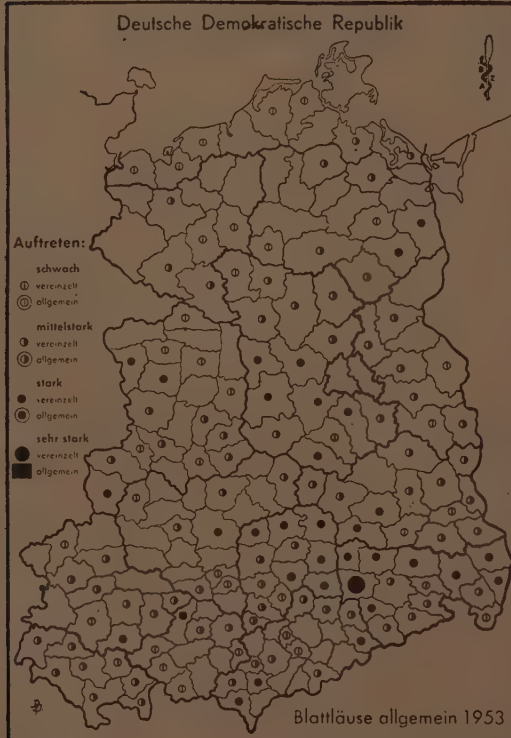 Deutsche Demokratische Republik
Auftreten:
schwach
vereinzelt
allgemein
mittelstark
vereinzelt
allgemein
stark
vereinzelt
allgemein
sehr stark
vereinzelt
allgemein
Blattläuse allgemein 1953